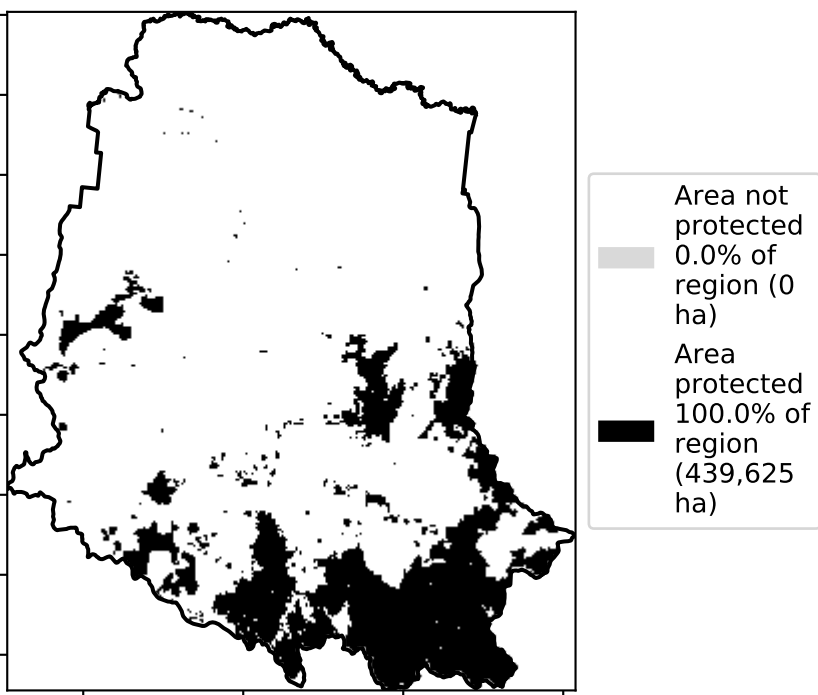 Area not
protected
0.0% of
region (0
ha)
Area
protected
100.0% of
region
(439,625
ha)